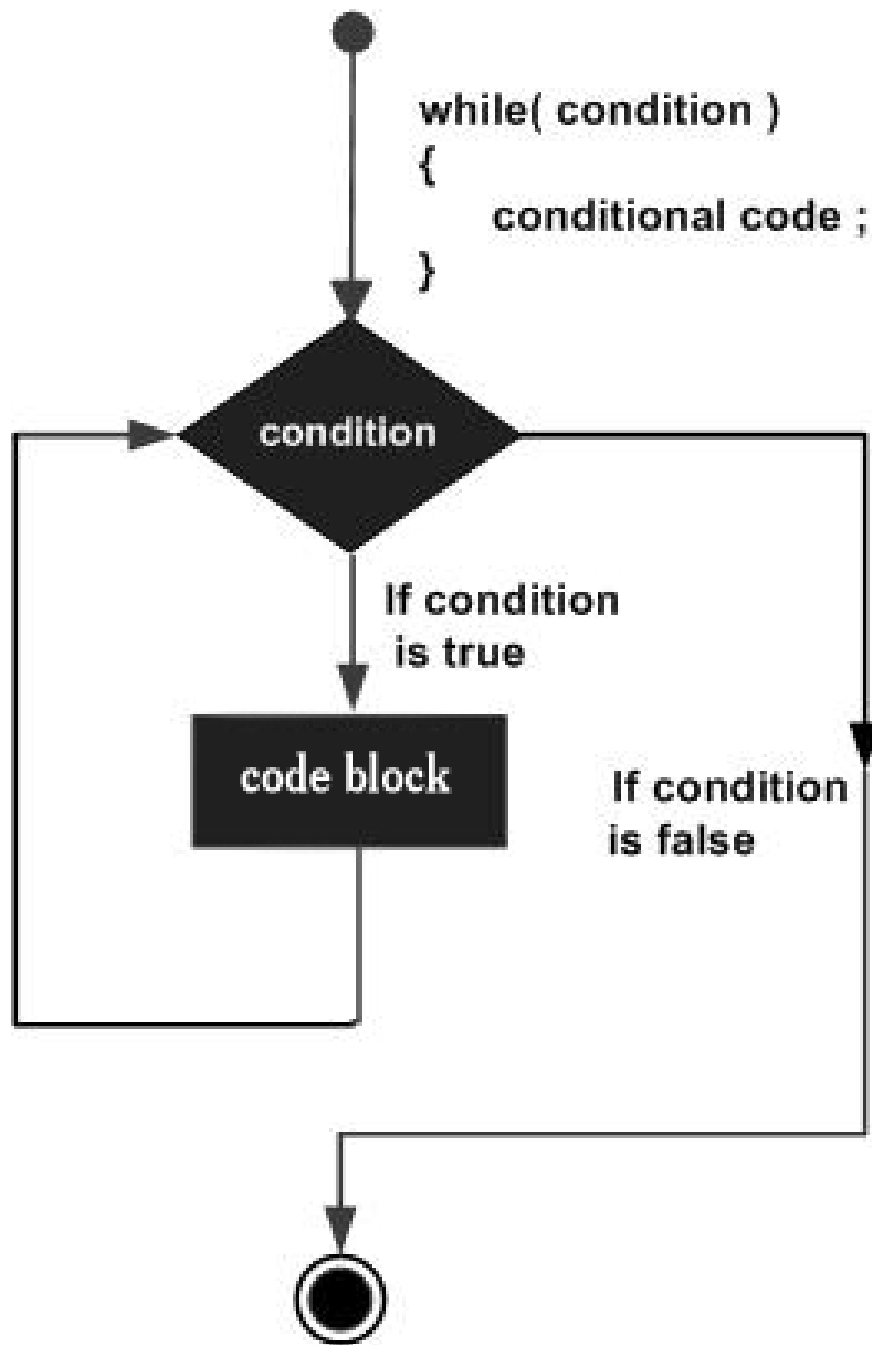 while( condition )
{
conditional code ;
}
condition
If condition
is true
code block
If condition
is false